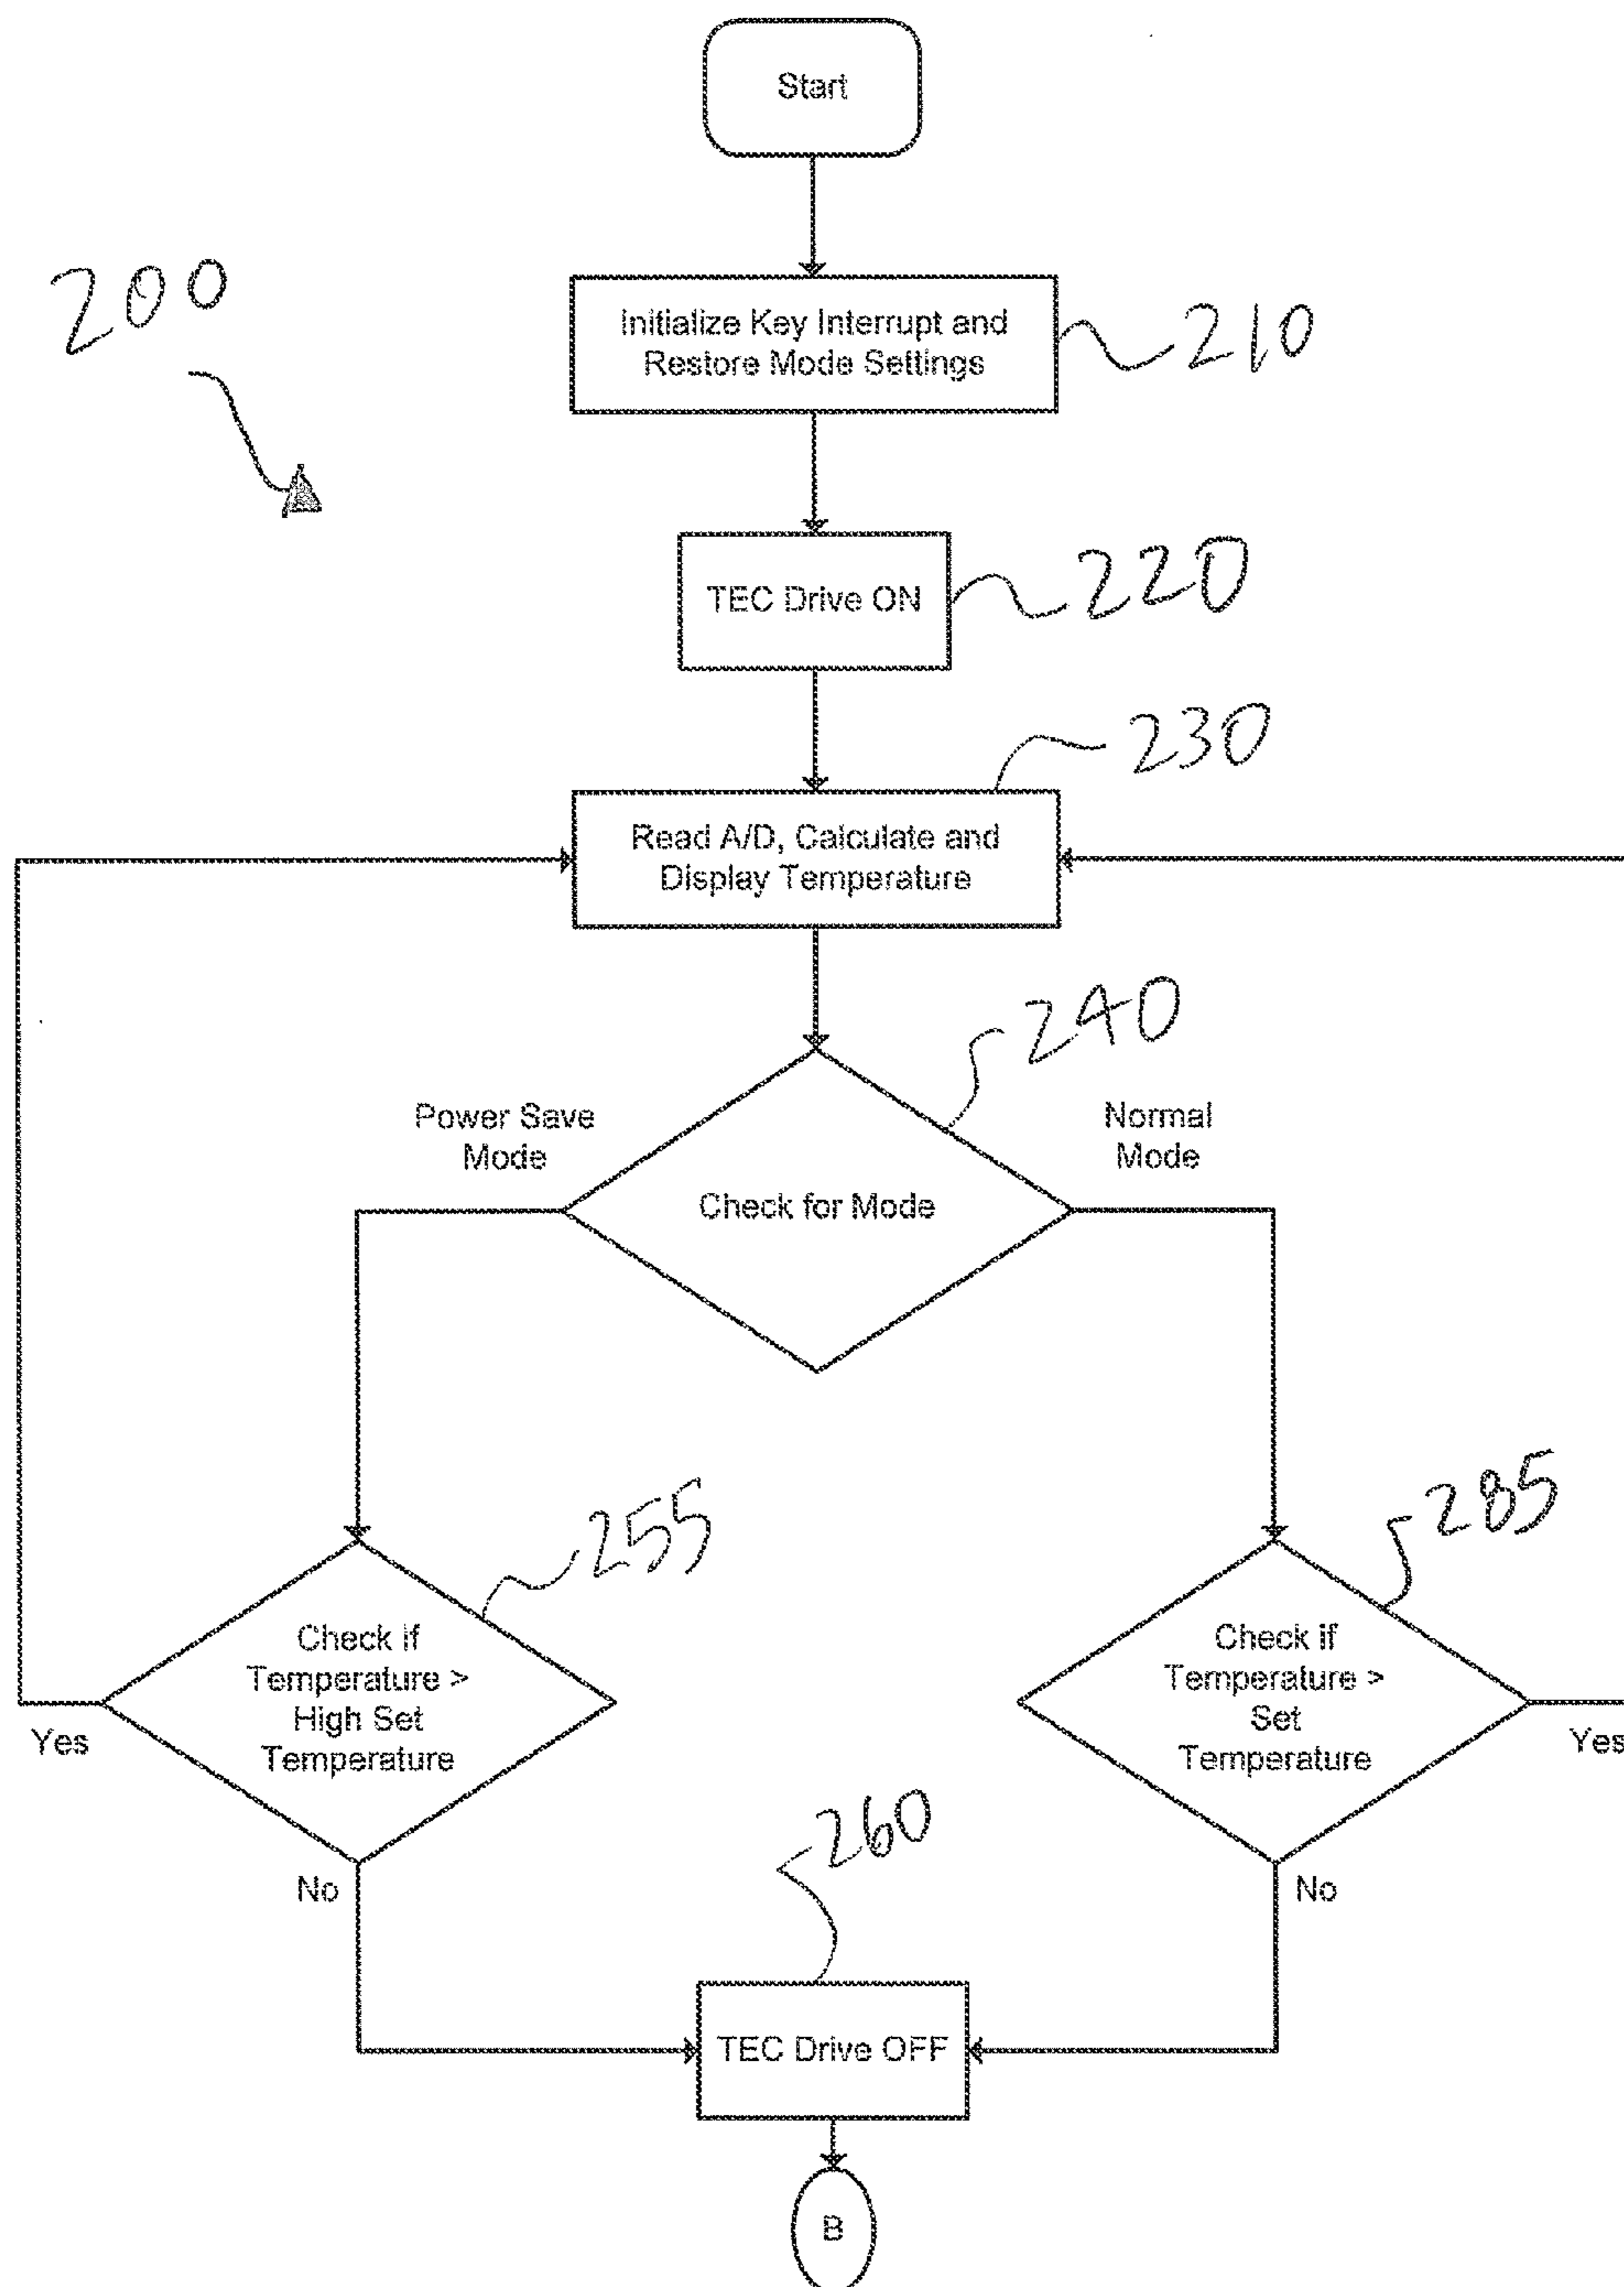 Start
200
Initialize Key Interrupt and
Restore Mode Settings
210
TEC Drive ON
220
230
Read A/D, Calculate and
Display Temperature
240
Power Save
Mode
Normal
Mode
Check for Mode
255
285
Check if
Temperature >
High Set
Temperature
Check if
Temperature >
Set
Temperature
Yes
Yes
260
No
No
TEC Drive OFF
B